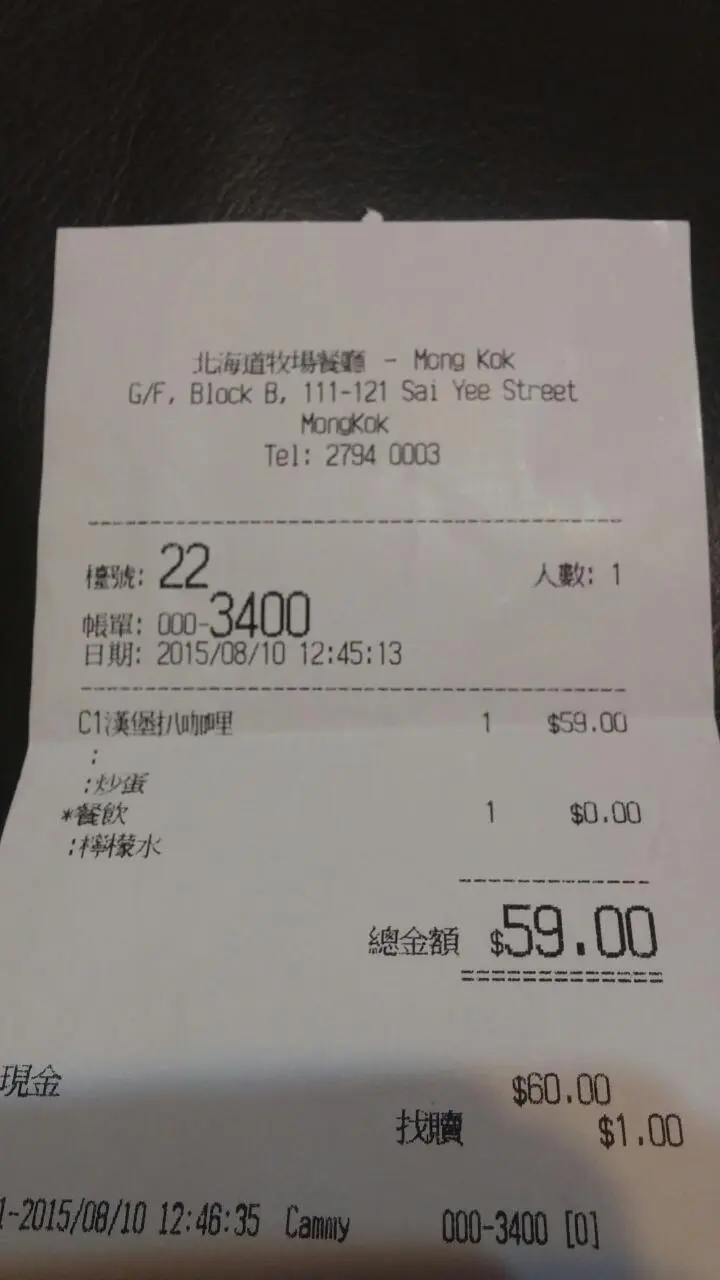 北海道牧場餐廳 - Mong Kok
G/F, Block B, 111-121 Sai Yee Street
MongKok
Tel: 2794 0003
檯號: 22 人數: 1
帳單: 000-3400
日期: 2015/08/10 12:45:13
C1漢堡扒咖喱 1 $59.00
:
:炒蛋
*餐飲 1 $0.00
:檸檬水
總金額 $59.00
現金 $60.00
找贖 $1.00
1-2015/08/10 12:46:35 Cammy 000-3400 [0]